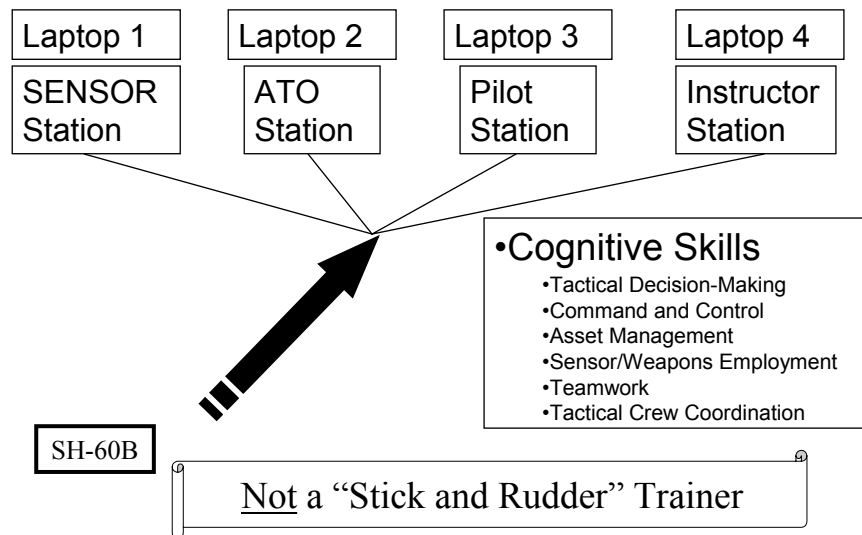 Laptop 1
Laptop 2
Laptop 3
Laptop 4
SENSOR
Station
ATO
Station
Pilot
Station
Instructor
Station
•Cognitive Skills
•Tactical Decision-Making
•Command and Control
•Asset Management
•Sensor/Weapons Employment
•Teamwork
•Tactical Crew Coordination
SH-60B
Not a “Stick and Rudder” Trainer